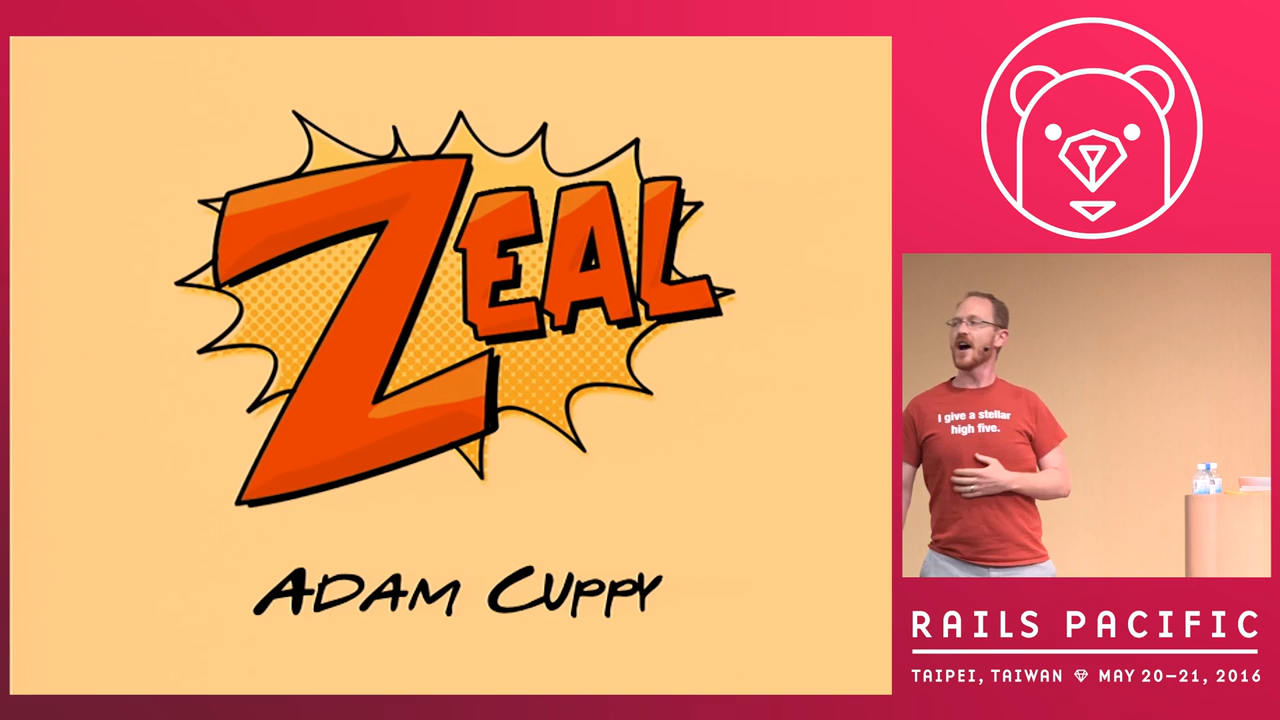 ZEAL
ADAM CUPPY
I give a stellar
high five.
RAILS PACIFIC
TAIPEI, TAIWAN MAY 20–21, 2016